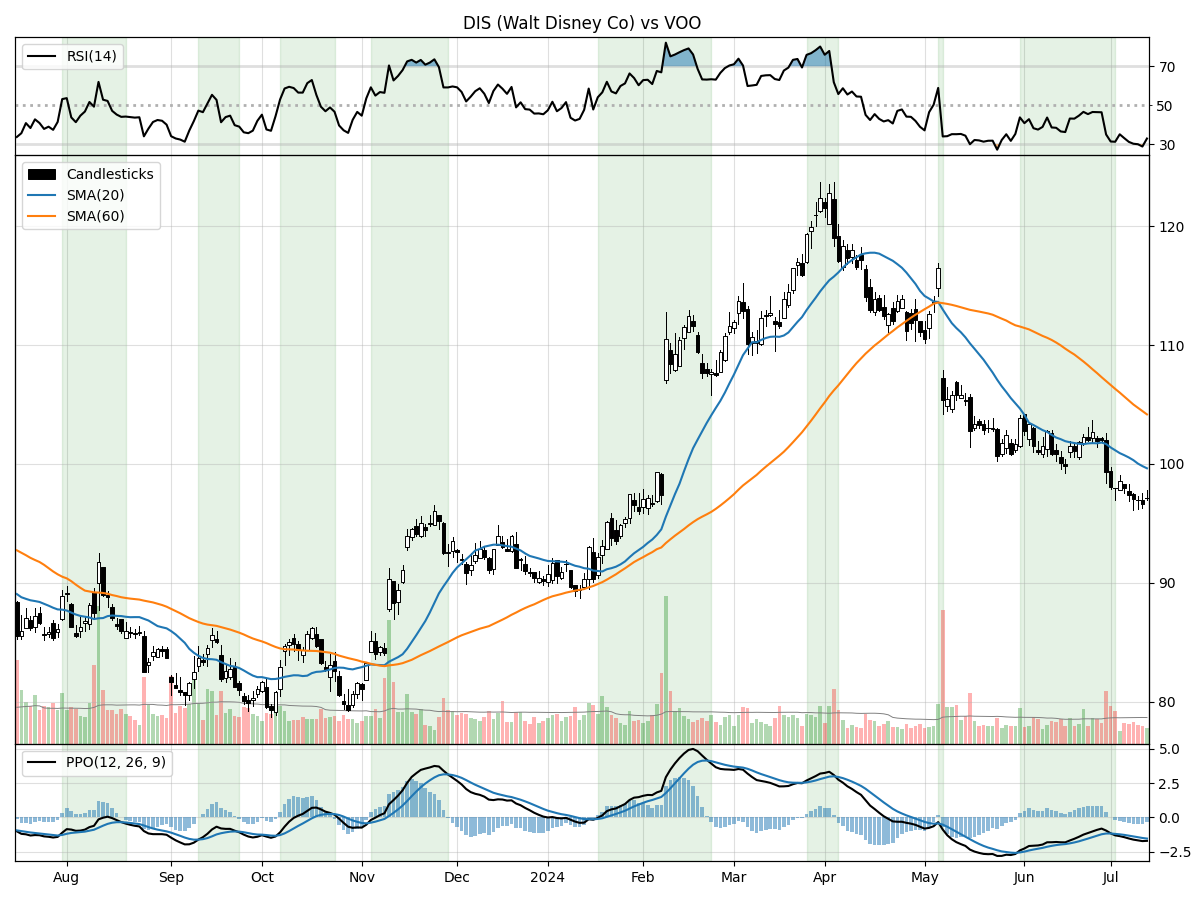 DIS (Walt Disney Co) vs VOO
RSI(14)
70
50
30
Candlesticks
SMA(20)
SMA(60)
120
110
100
90
80
PPO(12, 26, 9)
5.0
2.5
0.0
−2.5
Aug Sep Oct Nov Dec 2024 Feb Mar Apr May Jun Jul